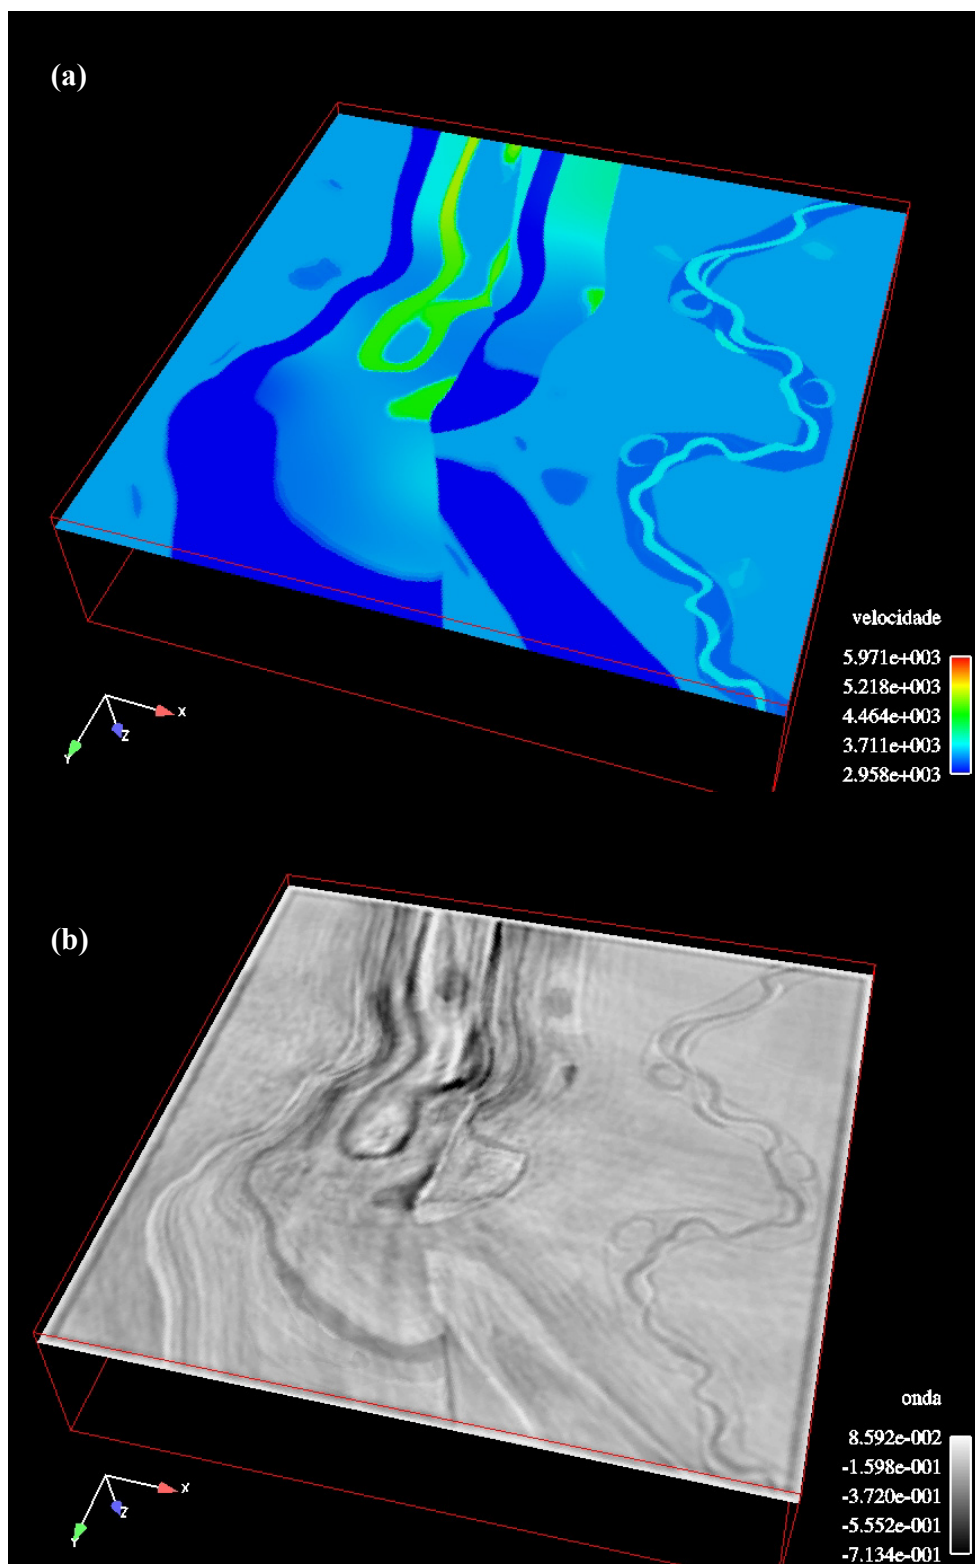 (a)
velocidade
5.971e+003
5.218e+003
4.464e+003
3.711e+003
2.958e+003
X
Z
Y
(b)
onda
8.592e-002
-1.598e-001
-3.720e-001
-5.552e-001
-7.134e-001
X
Z
Y